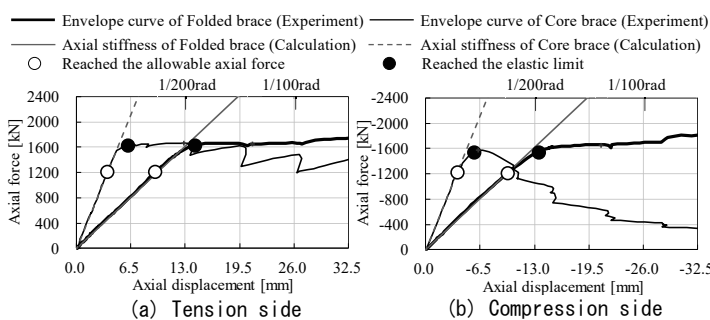 Envelope curve of Folded brace (Experiment) Envelope curve of Core brace (Experiment)
Axial stiffness of Folded brace (Calculation) Axial stiffness of Core brace (Calculation)
Reached the allowable axial force Reached the elastic limit
1/200rad 1/100rad 1/200rad 1/100rad
2400 -2400
2000 -2000
1600 -1600
1200 -1200
800 -800
400 -400
0 0
Axial force [kN] Axial force [kN]
0.0 6.5 13.0 19.5 26.0 32.5 0.0 -6.5 -13.0 -19.5 -26.0 -32.5
Axial displacement [mm] Axial displacement [mm]
(a) Tension side (b) Compression side